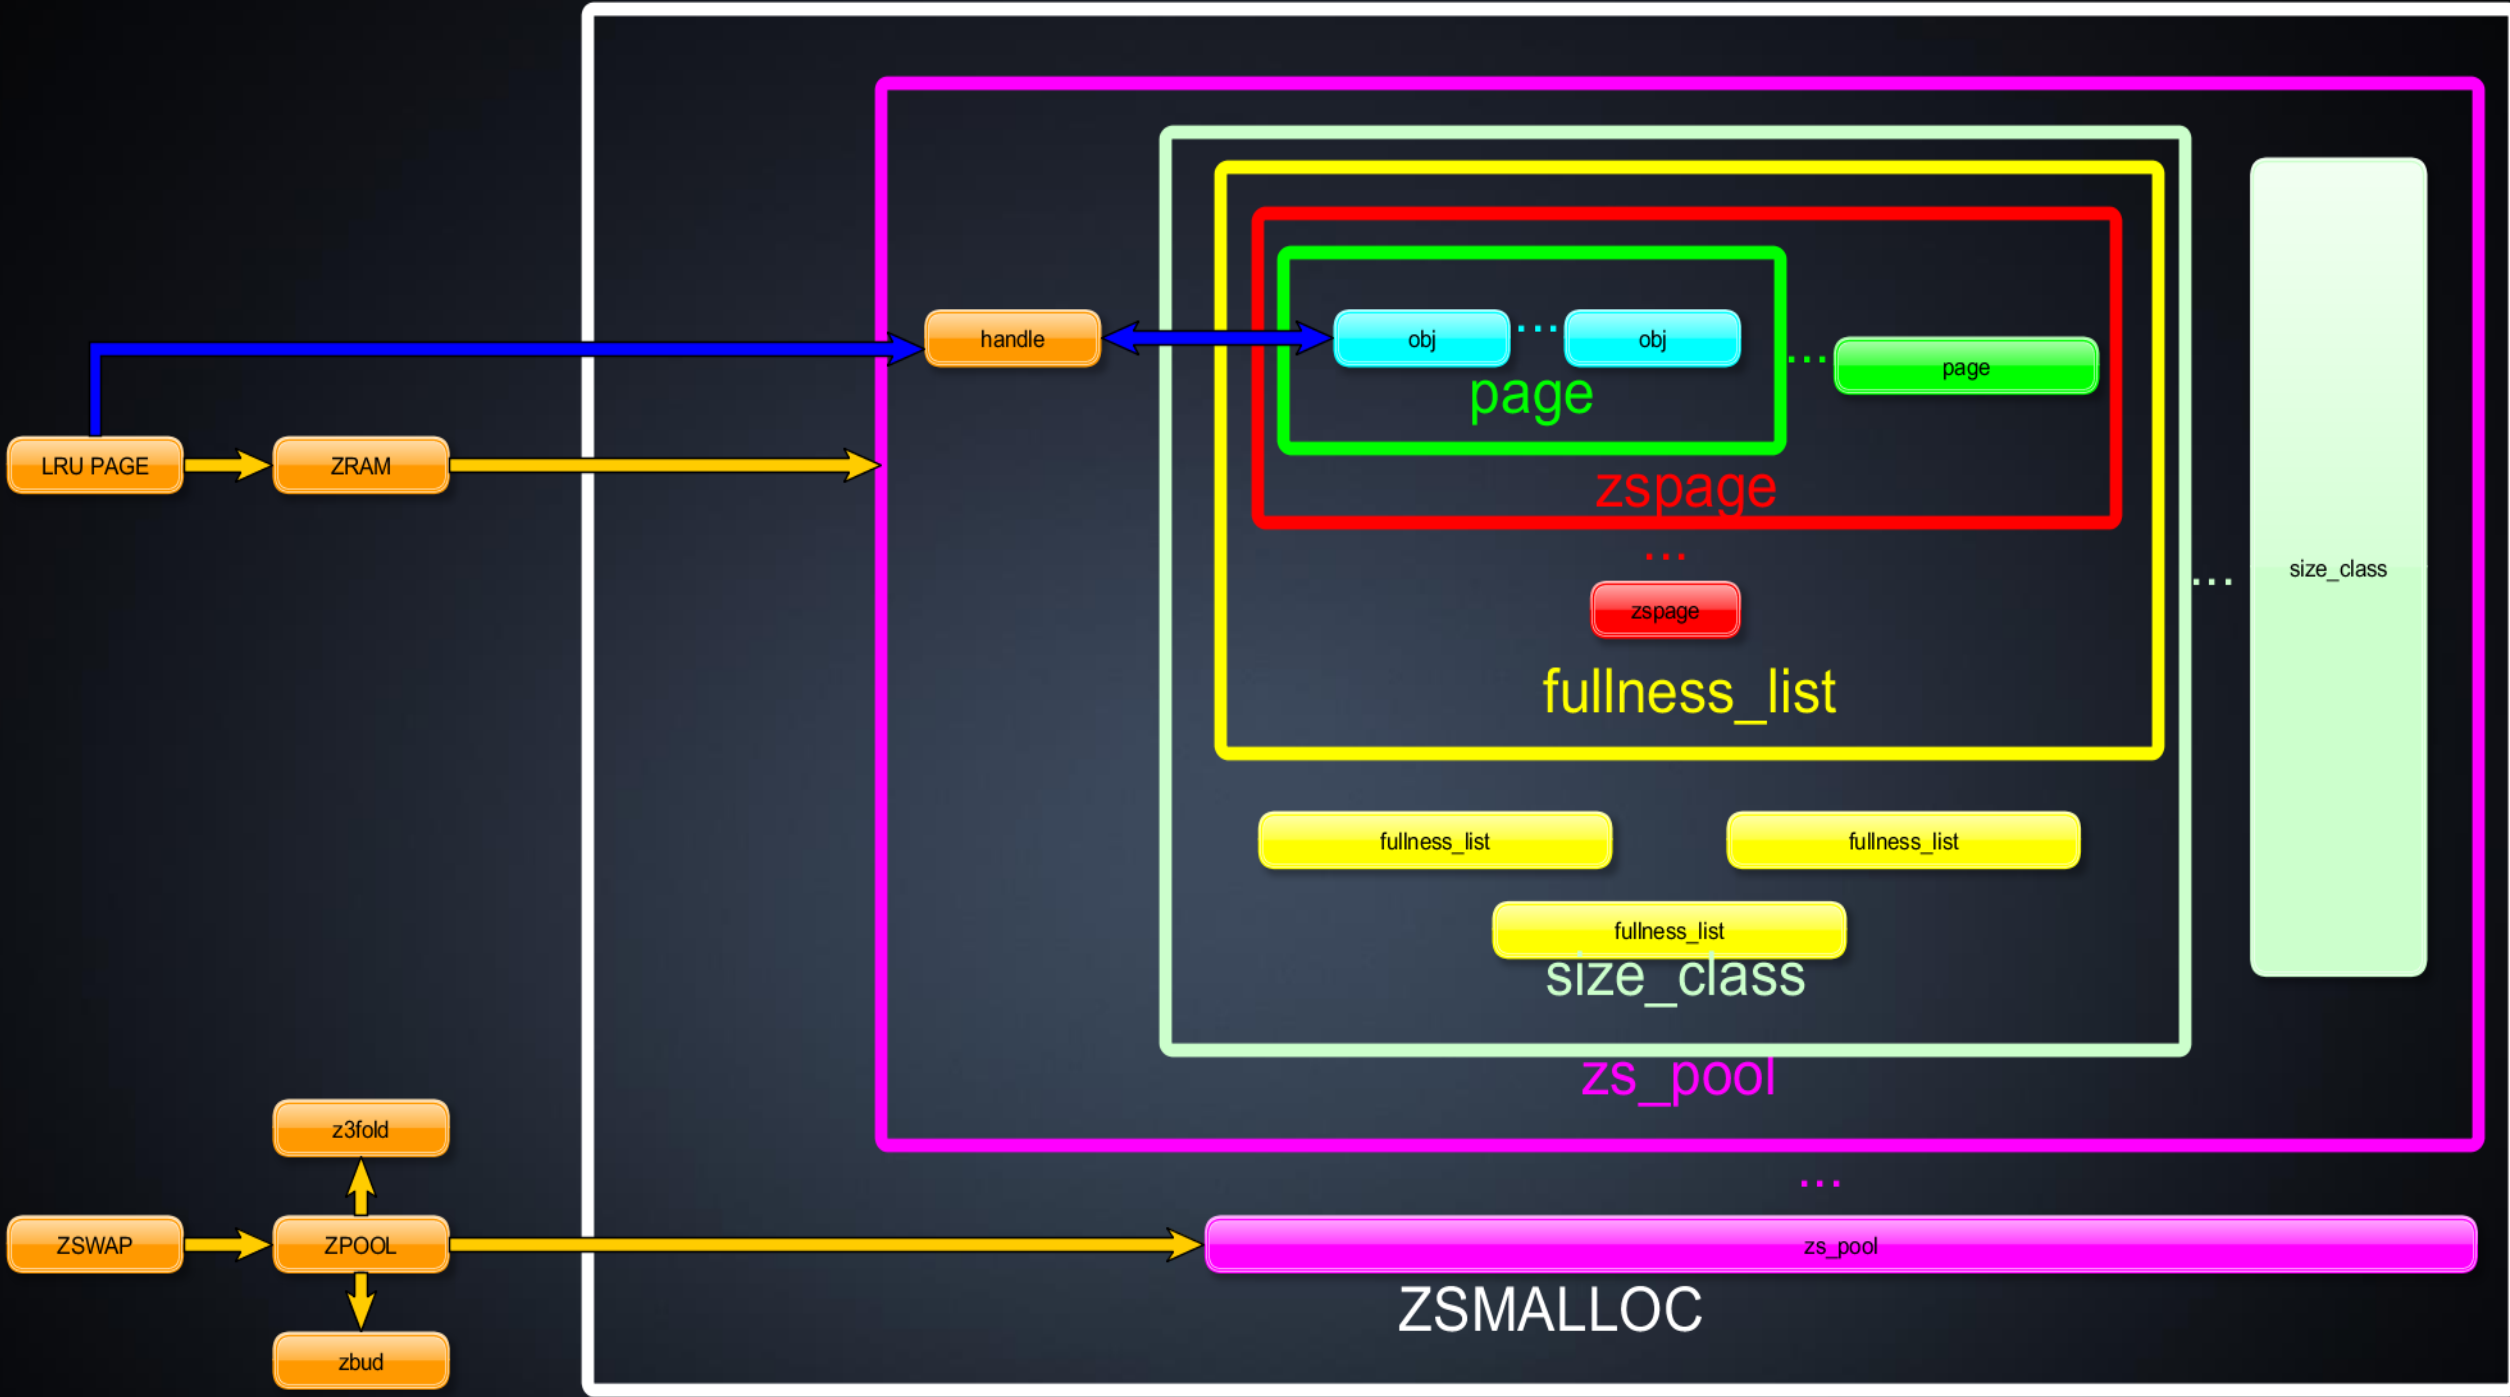 handle
obj
...
obj
page
...
page
LRU PAGE
ZRAM
zspage
...
zspage
fullness_list
...
size_class
fullness_list
fullness_list
fullness_list
size_class
zs_pool
z3fold
...
ZSWAP
ZPOOL
zs_pool
ZSMALLOC
zbud